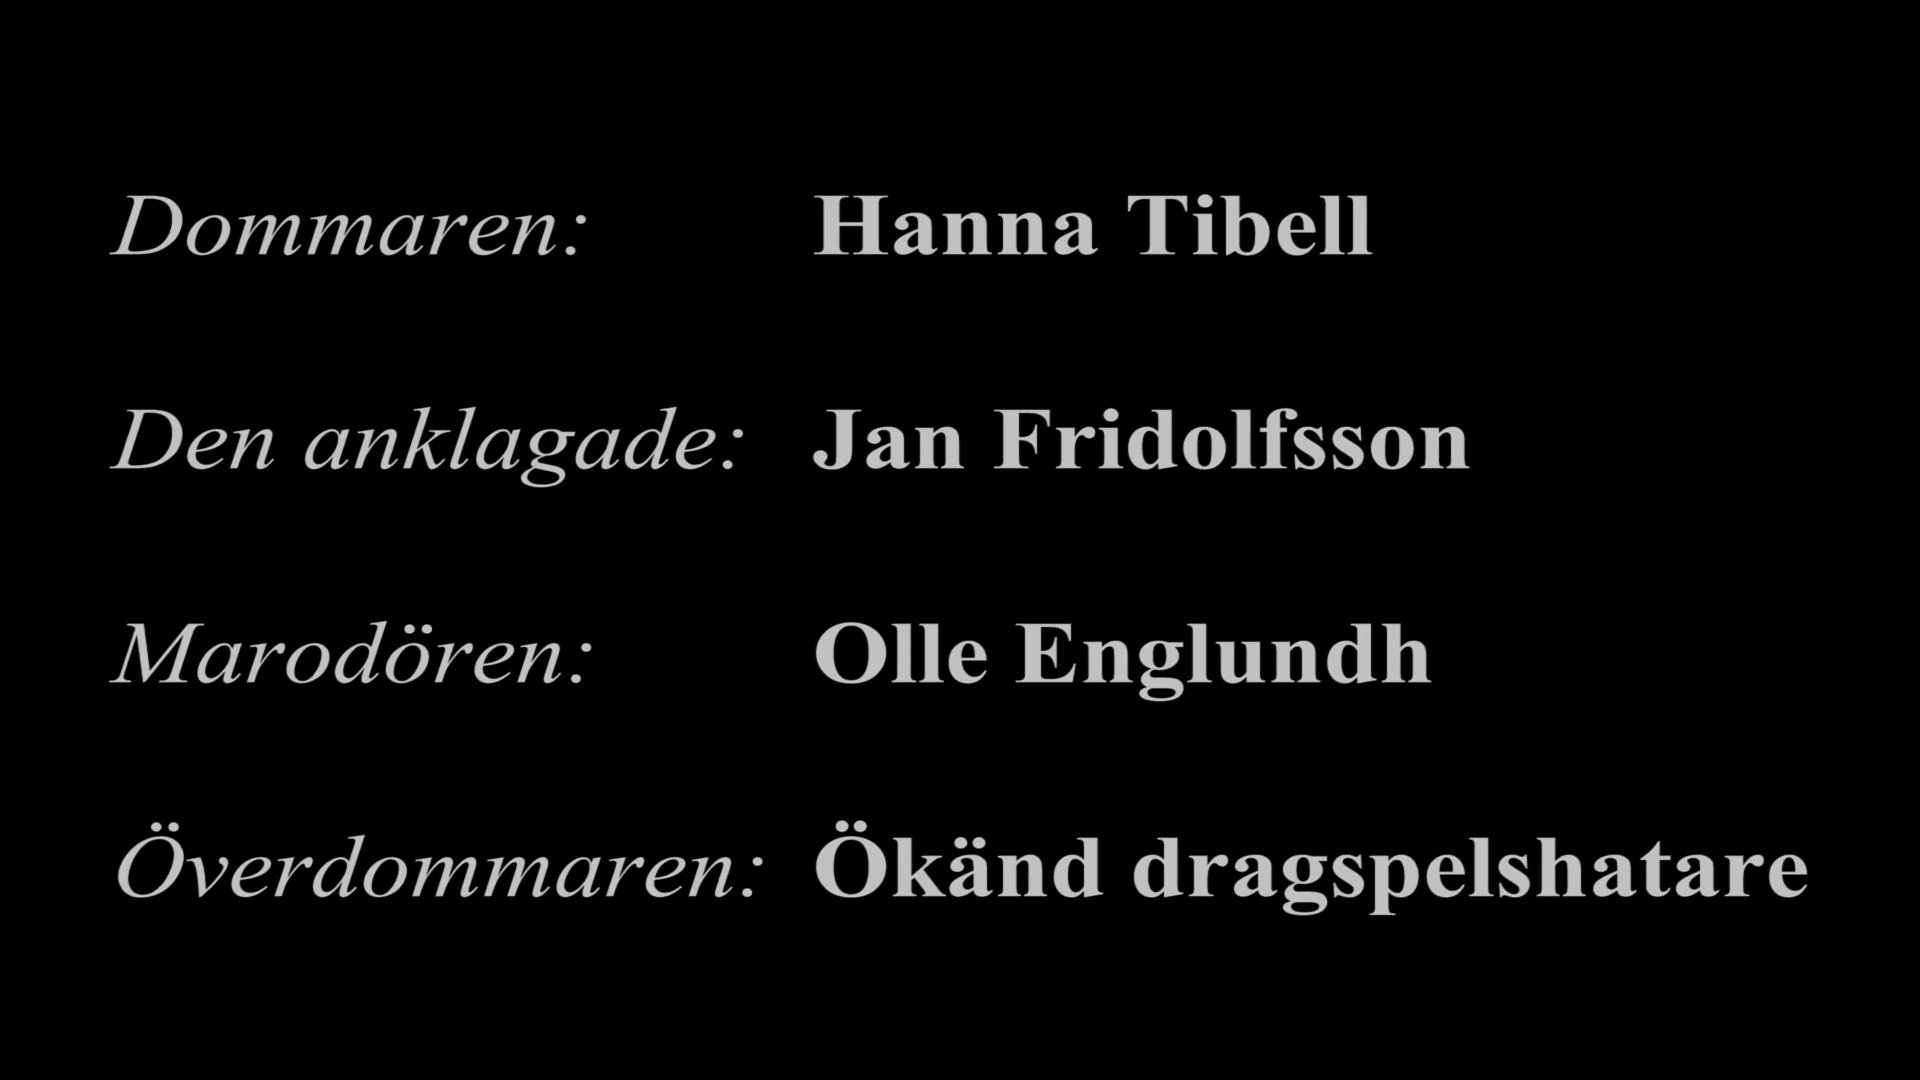 Dommaren: Hanna Tibell
Den anklagade: Jan Fridolfsson
Marodören: Olle Englundh
Överdommaren: Ökänd dragspelshatare